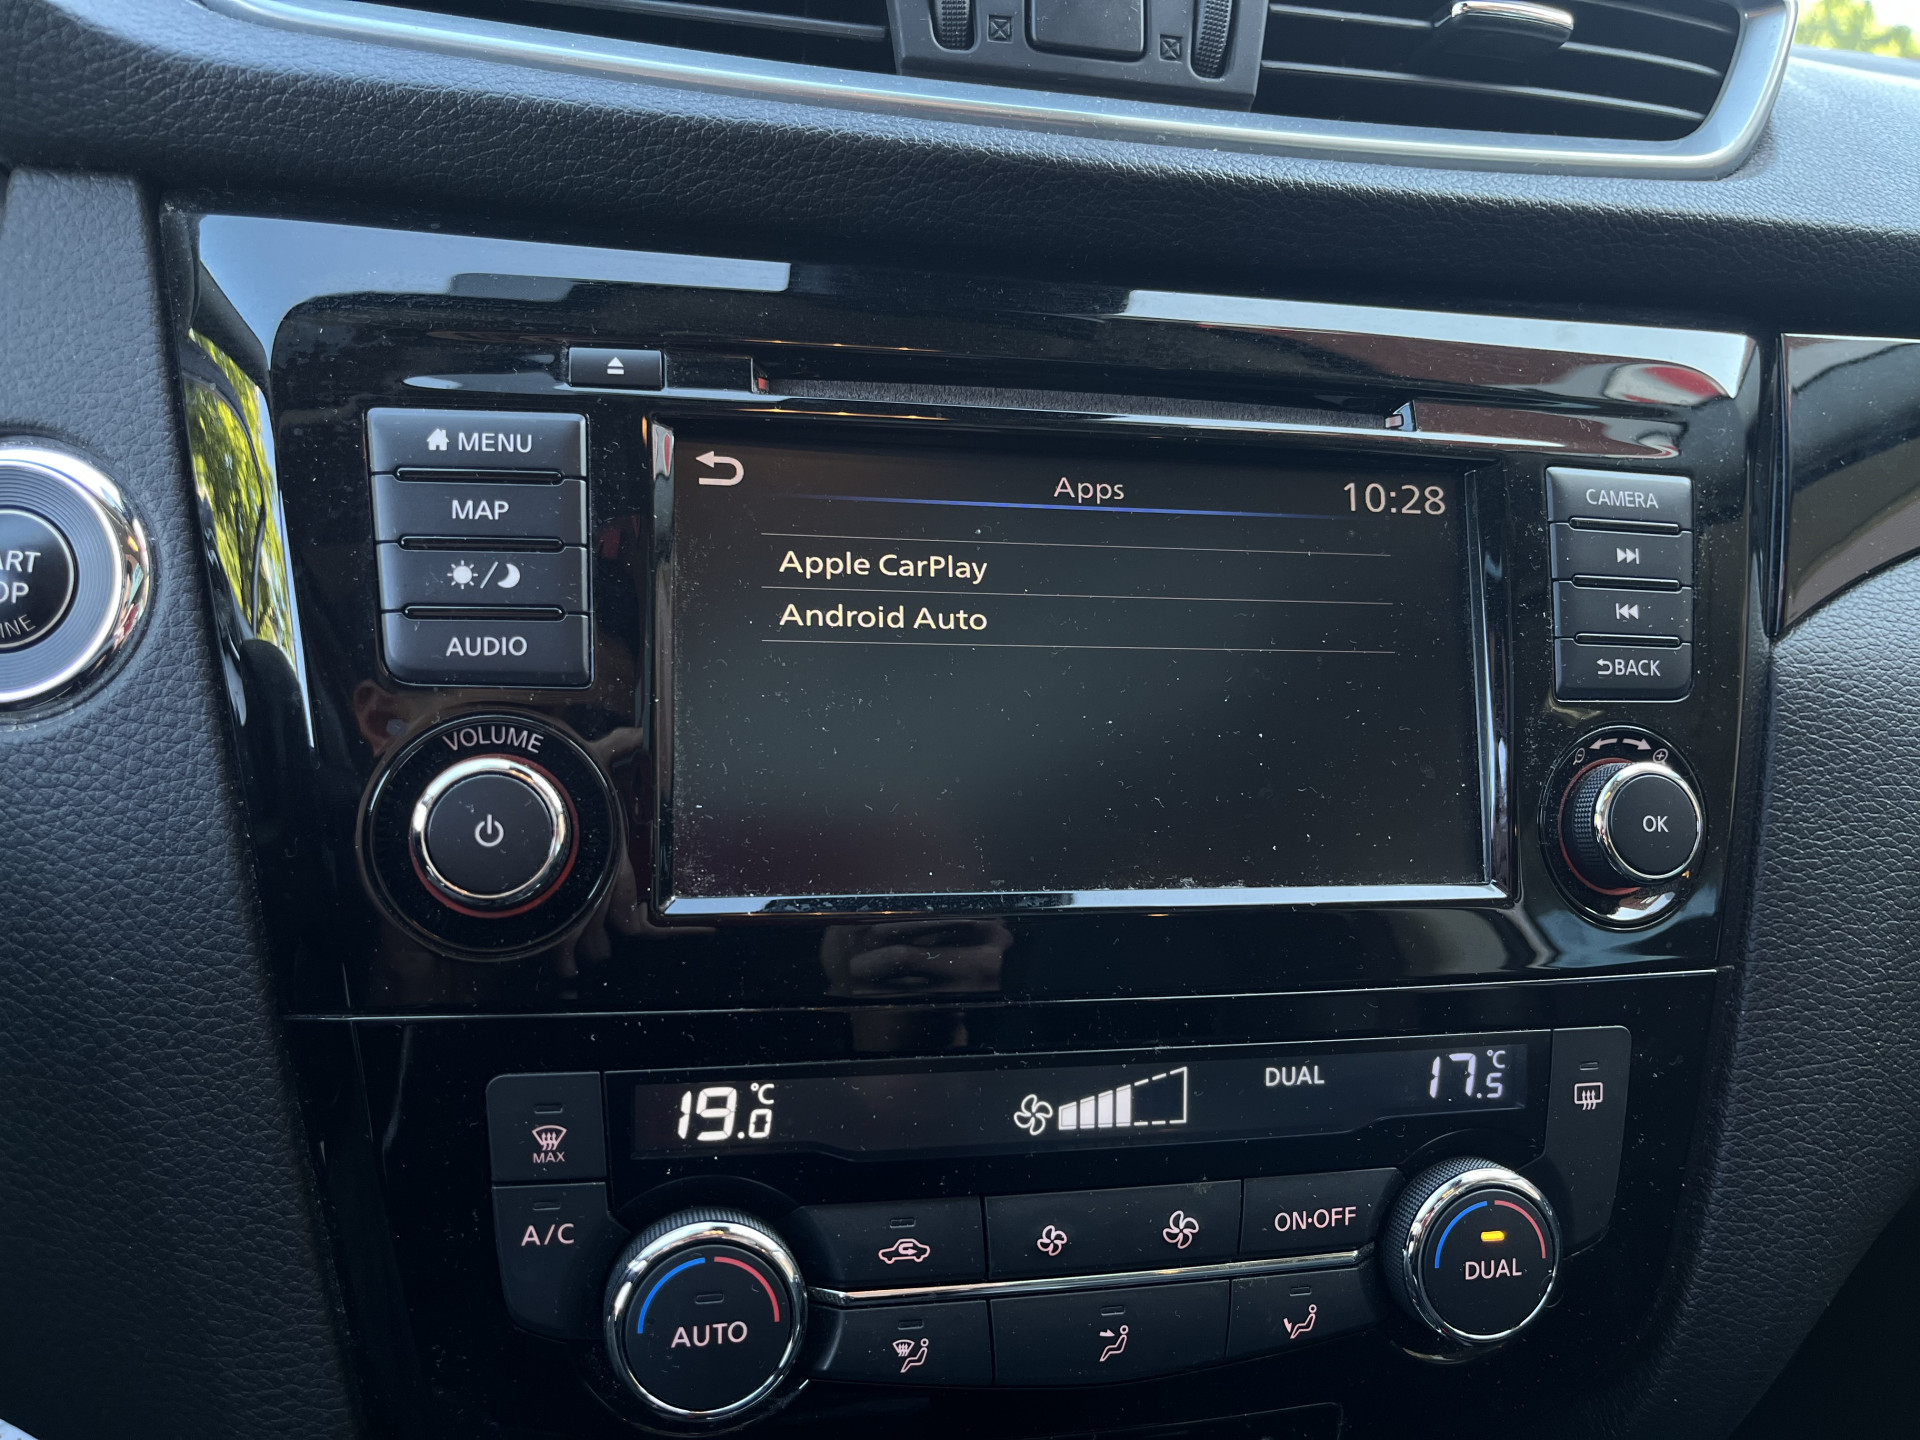 MENU
MAP
AUDIO
VOLUME
Apps
10:28
Apple CarPlay
Android Auto
CAMERA
BACK
OK
19.0 °C
DUAL
17.5 °C
MAX
A/C
AUTO
ON•OFF
DUAL